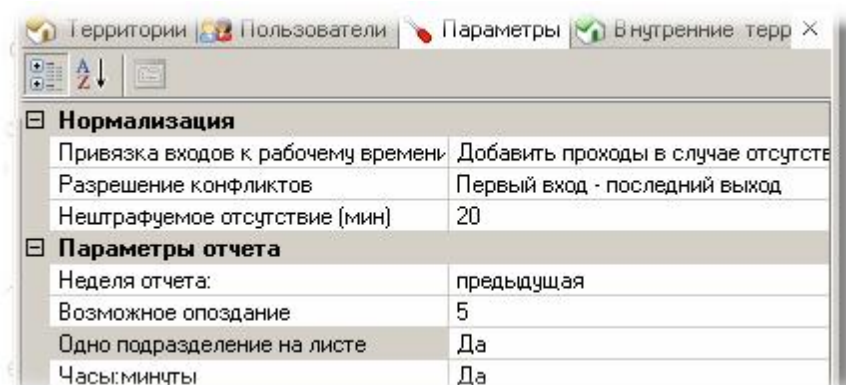 Территории Пользователи Параметры Внутренние терр
Нормализация
Привязка входов к рабочему времени Добавить проходы в случае отсутств
Разрешение конфликтов Первый вход - последний выход
Нештрафуемое отсутствие (мин) 20
Параметры отчета
Неделя отчета: предыдущая
Возможное опоздание 5
Одно подразделение на листе Да
Часы:минуты Да